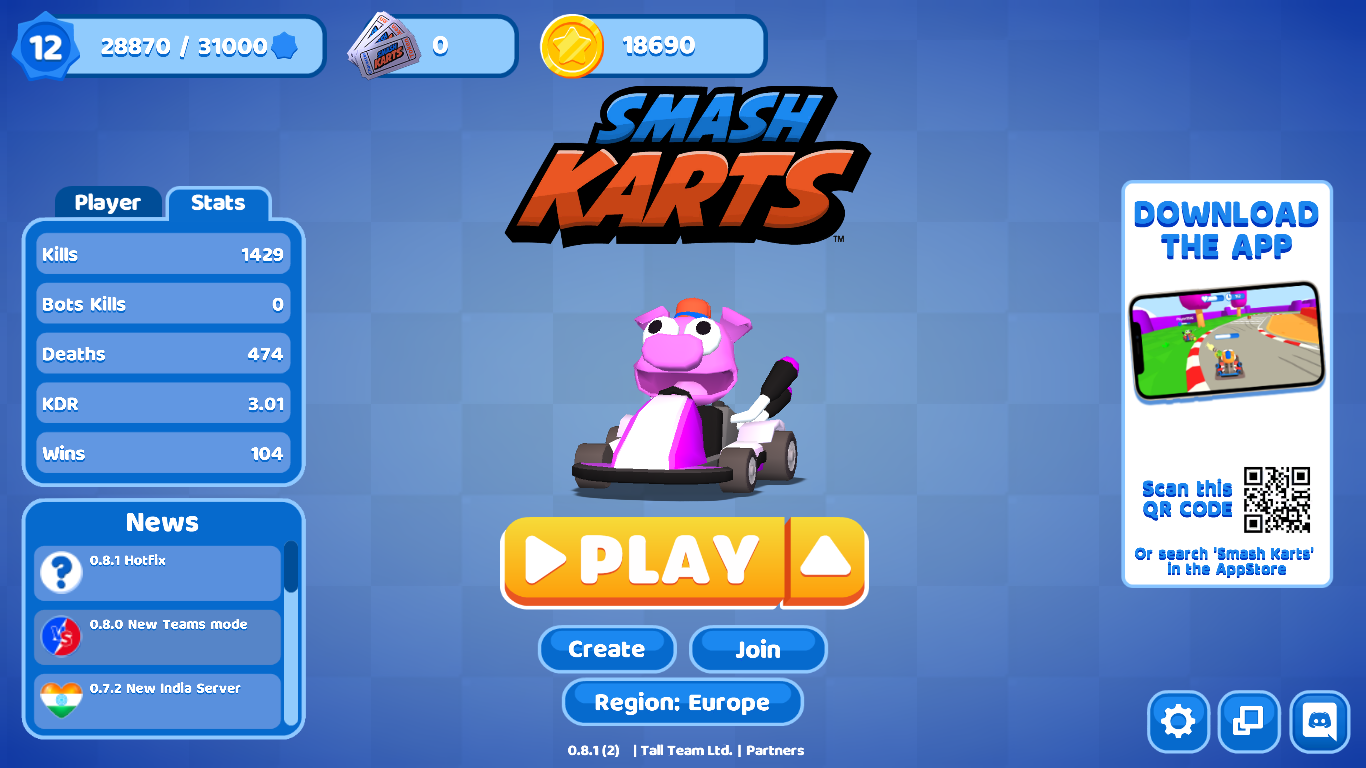 12
28870 / 31000
0
18690
SMASH
KARTS
SMASH
KARTS™
Player
Stats
Kills 1429
Bots Kills 0
Deaths 474
KDR 3.01
Wins 104
News
0.8.1 HotFix
0.8.0 New Teams mode
VS
0.7.2 New India Server
PLAY
Create
Join
Region: Europe
0.8.1 (2) | Tall Team Ltd. | Partners
DOWNLOAD
THE APP
Scan this
QR CODE
Or search 'Smash Karts'
in the AppStore